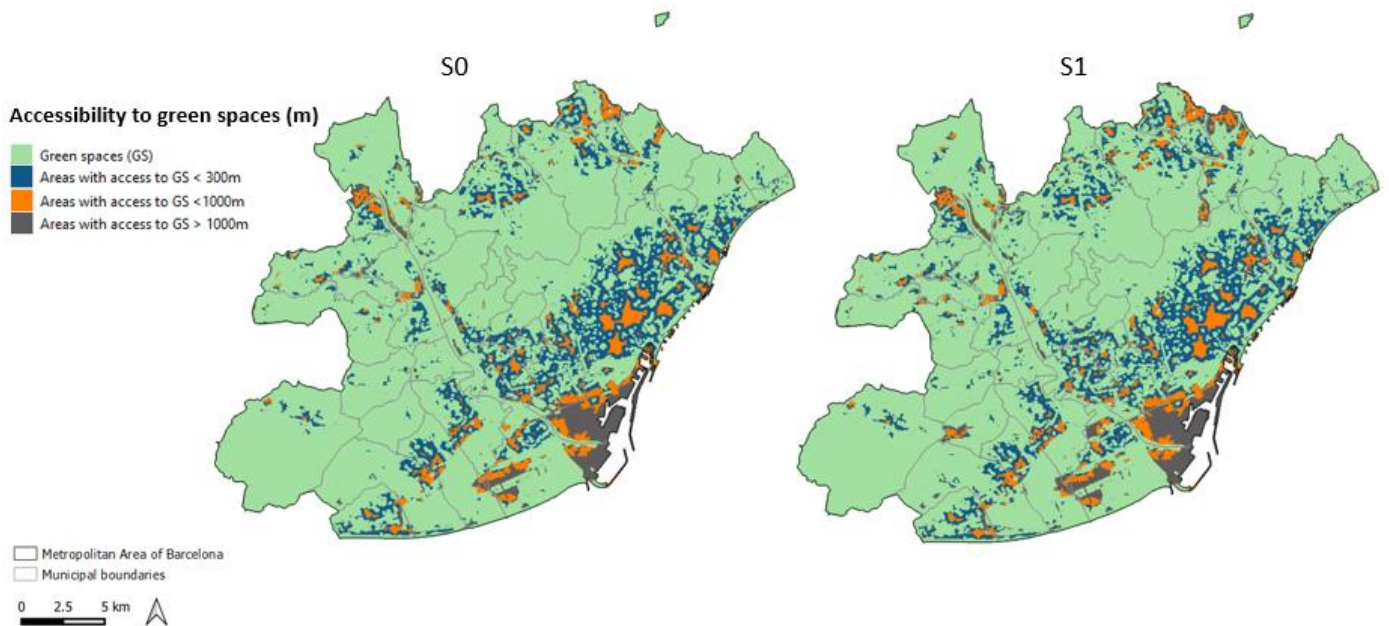 S0
S1
Accessibility to green spaces (m)
Green spaces (GS)
Areas with access to GS < 300m
Areas with access to GS <1000m
Areas with access to GS > 1000m
Metropolitan Area of Barcelona
Municipal boundaries
0 2.5 5 km